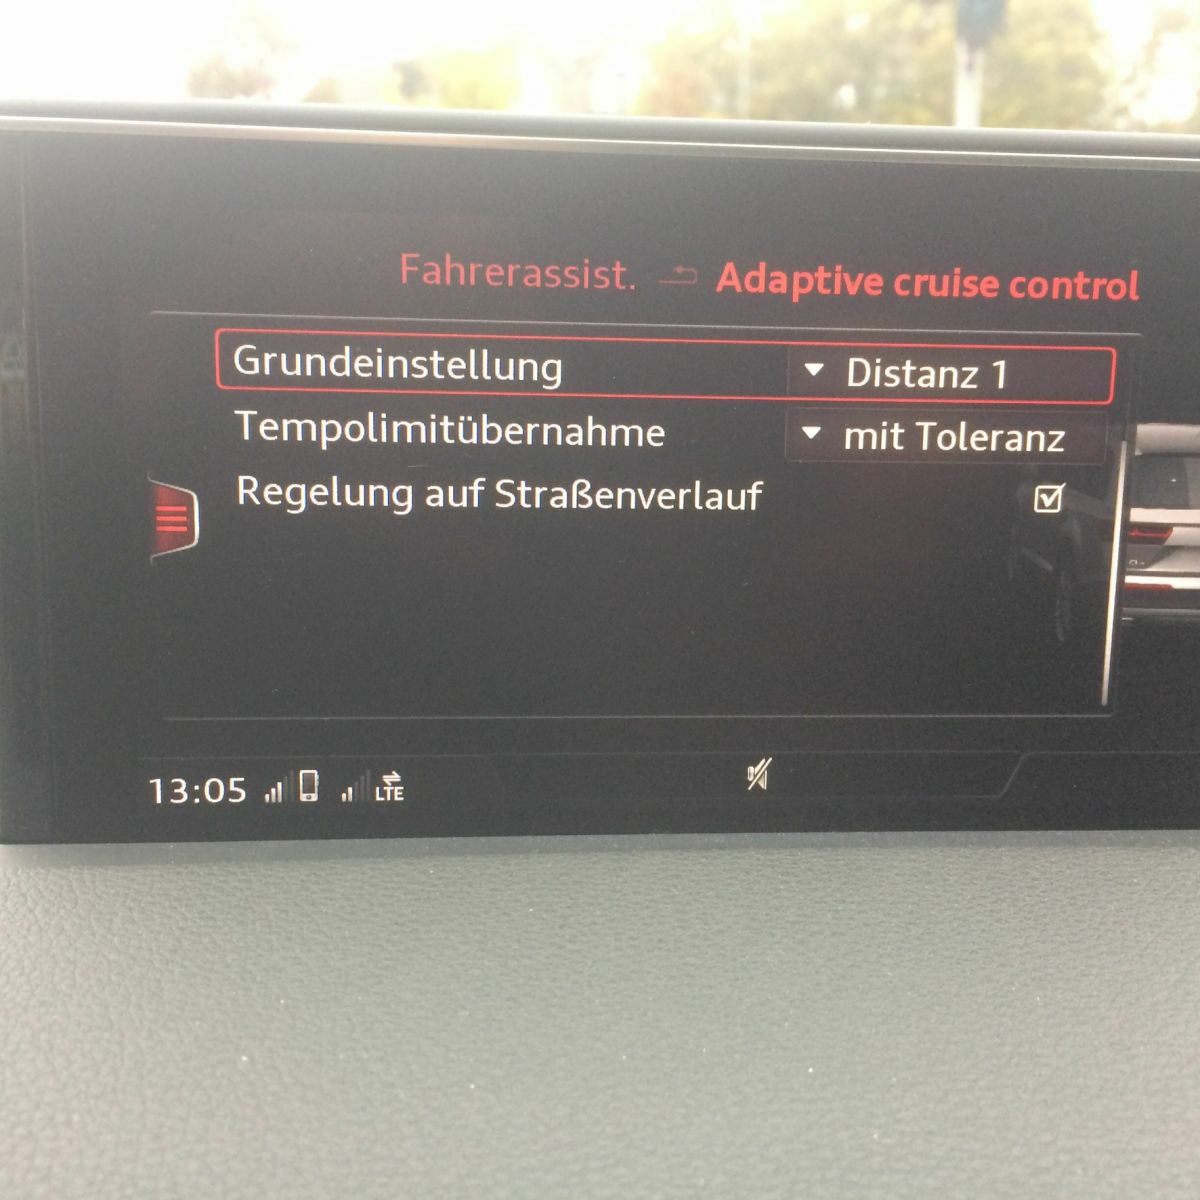 Fahrerassist. Adaptive cruise control
Grundeinstellung Distanz 1
Tempolimitübernahme mit Toleranz
Regelung auf Straßenverlauf
13:05 LTE